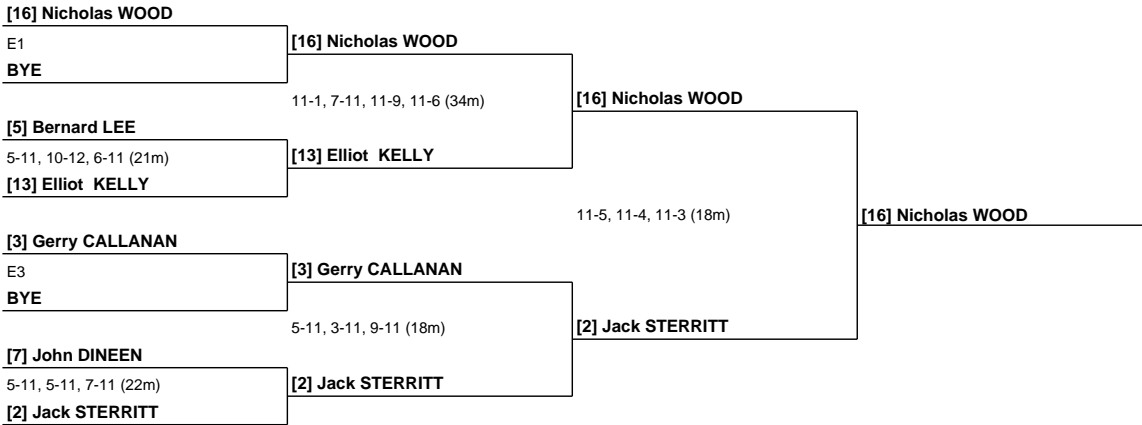 [16] Nicholas WOOD
E1
BYE
[16] Nicholas WOOD
11-1, 7-11, 11-9, 11-6 (34m)
[5] Bernard LEE
5-11, 10-12, 6-11 (21m)
[13] Elliot KELLY
[13] Elliot KELLY
[16] Nicholas WOOD
11-5, 11-4, 11-3 (18m)
[16] Nicholas WOOD
[3] Gerry CALLANAN
E3
BYE
[3] Gerry CALLANAN
5-11, 3-11, 9-11 (18m)
[2] Jack STERRITT
[7] John DINEEN
5-11, 5-11, 7-11 (22m)
[2] Jack STERRITT
[2] Jack STERRITT